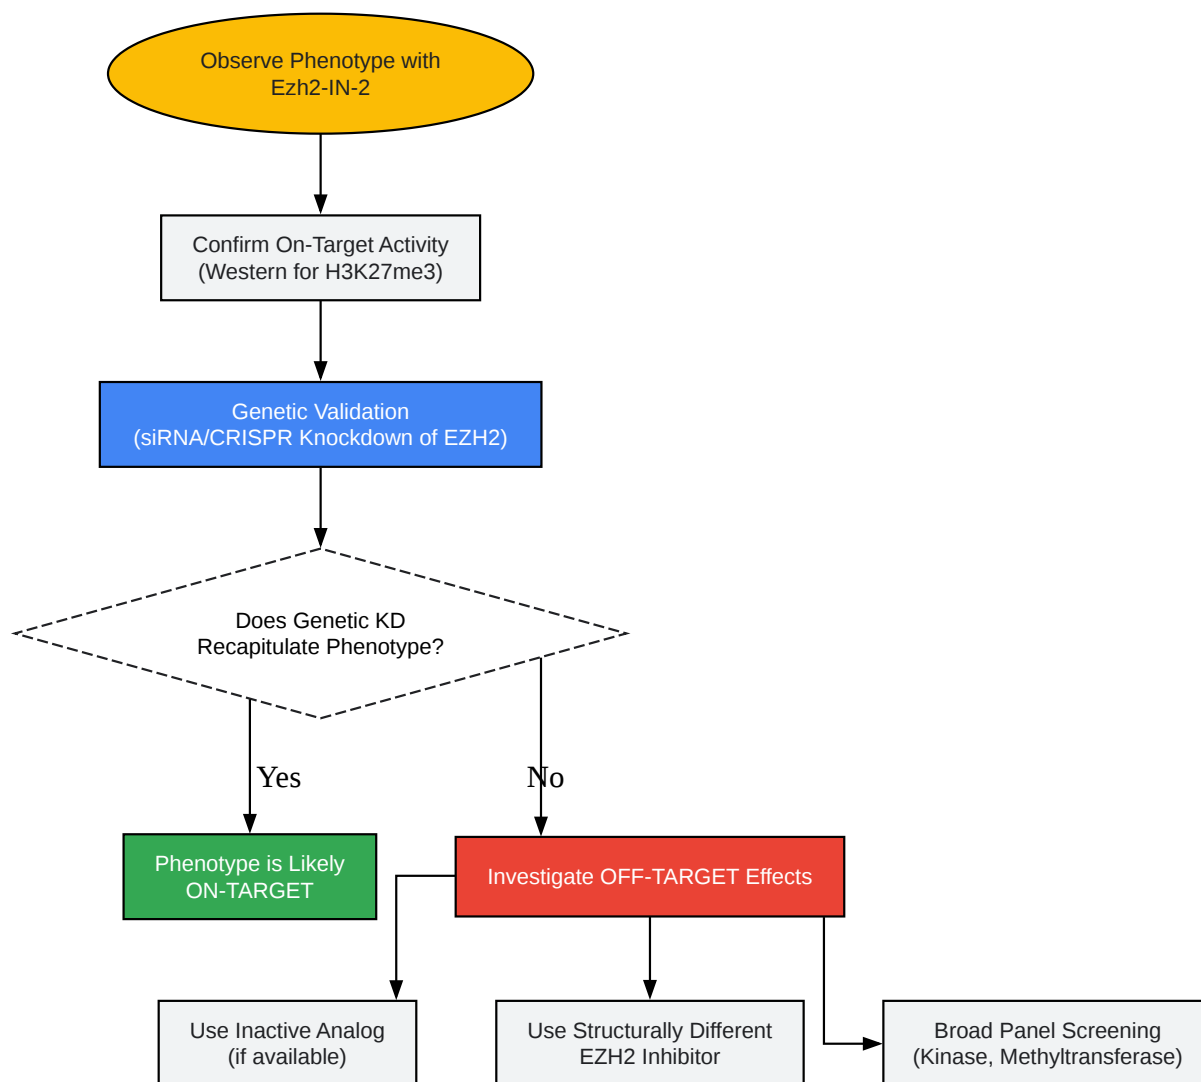 Observe Phenotype with
Ezh2-IN-2
Confirm On-Target Activity
(Western for H3K27me3)
Genetic Validation
(siRNA/CRISPR Knockdown of EZH2)
Does Genetic KD
Recapitulate Phenotype?
Yes
No
Phenotype is Likely
ON-TARGET
Investigate OFF-TARGET Effects
Use Inactive Analog
(if available)
Use Structurally Different
EZH2 Inhibitor
Broad Panel Screening
(Kinase, Methyltransferase)